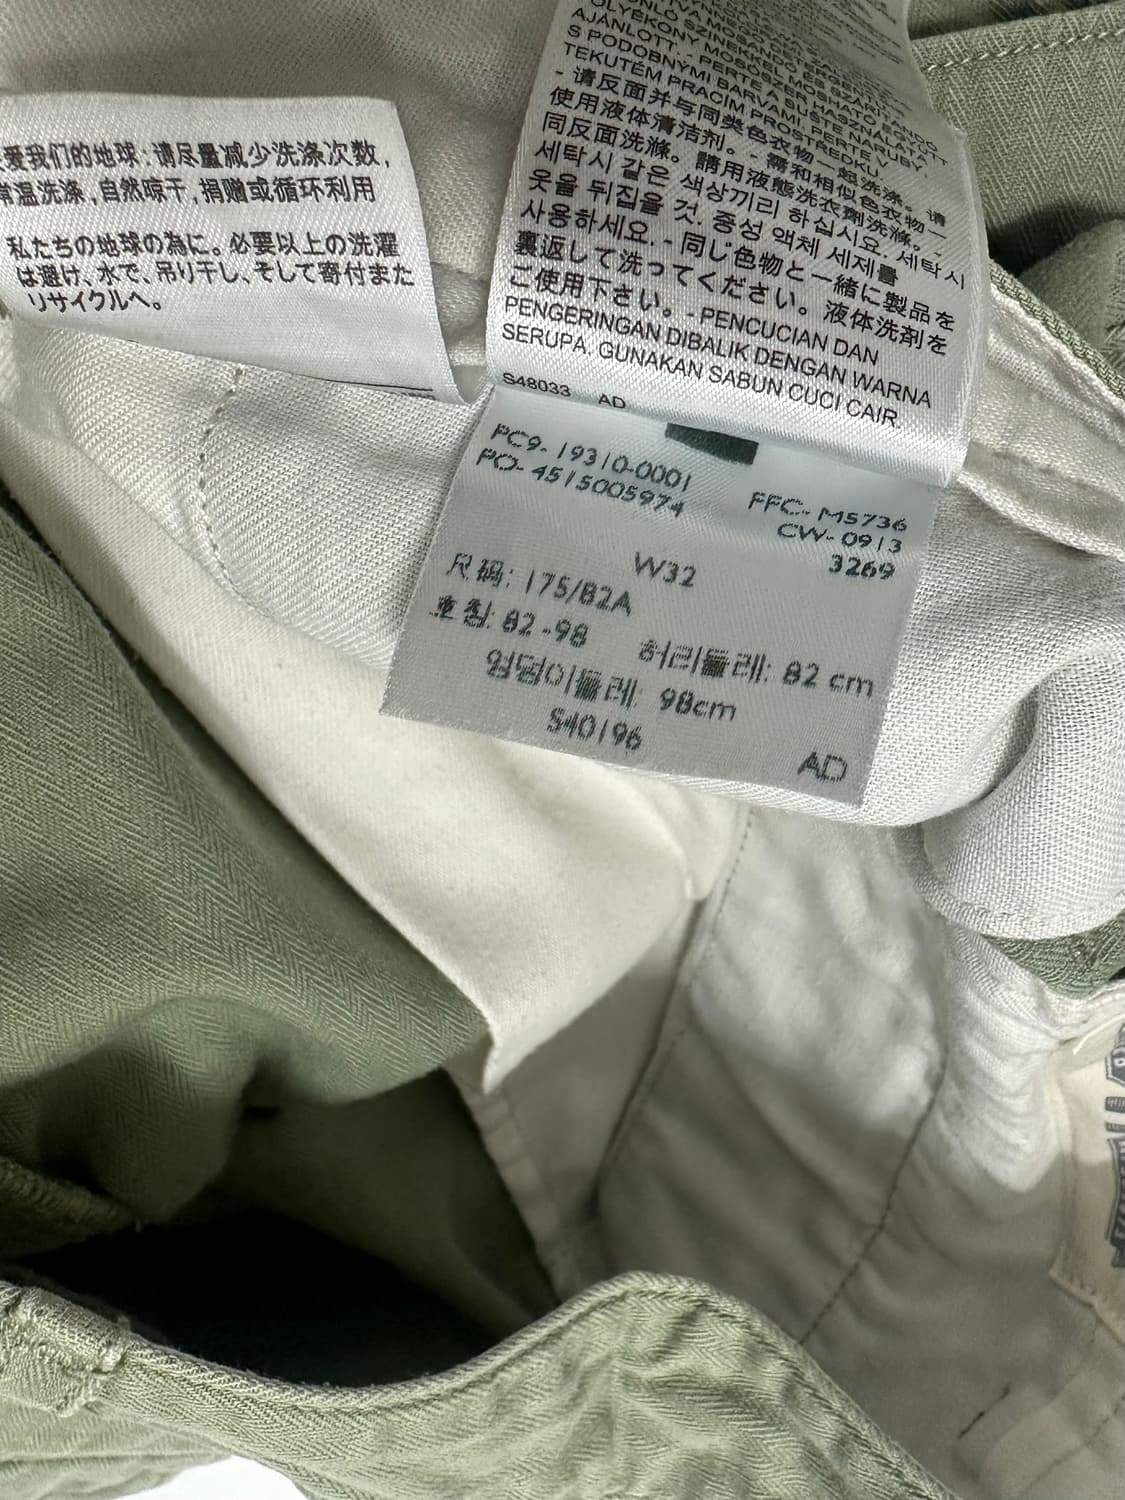 爱我们的地球:请尽量减少洗涤次数,
常温洗涤,自然晾干,捐赠或循环利用
私たちの地球の為に。必要以上の洗濯
は避け、水で、吊り干し、そして寄付また
リサイクルへ。
AJÁNLOTT. - PERTE A SUŠTE NARUBY,
S PODOBNÝMI BARVAMI. PERTE V
TEKUTÉM PRACÍM PROSTŘEDKU
- 请反面并与同类色衣物一起洗涤。请
使用液体清洁剂。- 需和相似色衣物一
同反面洗滌。請用液態洗衣劑洗滌。-
세탁시 같은 색상끼리 하십시요. 세탁시
옷을 뒤집을 것. 중성 액체 세제를
사용하세요. - 同じ色物と一緒に製品を
裏返して洗ってください。液体洗剤を
ご使用下さい。- PENCUCIAN DAN
PENGERINGAN DIBALIK DENGAN WARNA
SERUPA. GUNAKAN SABUN CUCI CAIR.
S48033 AD
PC9- 19310-0001
PO- 4515005974
FFC- M5736
CW- 0913
3269
W32
尺码: 175/82A
호칭: 82 -98 허리둘레: 82 cm
엉덩이둘레: 98cm
S40196
AD